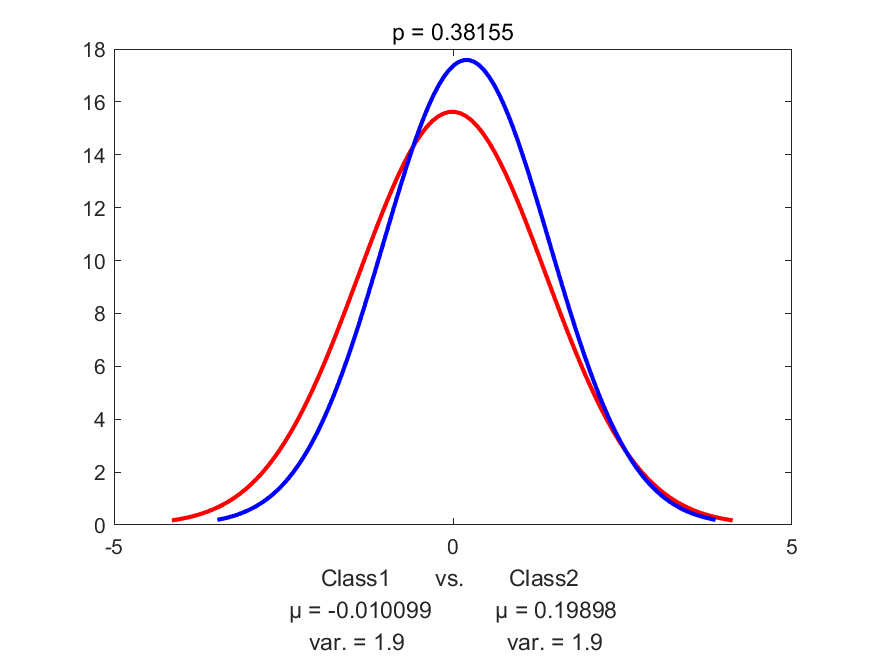 p = 0.38155
18
16
14
12
10
8
6
4
2
0
-5 0 5
Class1 vs. Class2
μ = -0.010099 μ = 0.19898
var. = 1.9 var. = 1.9